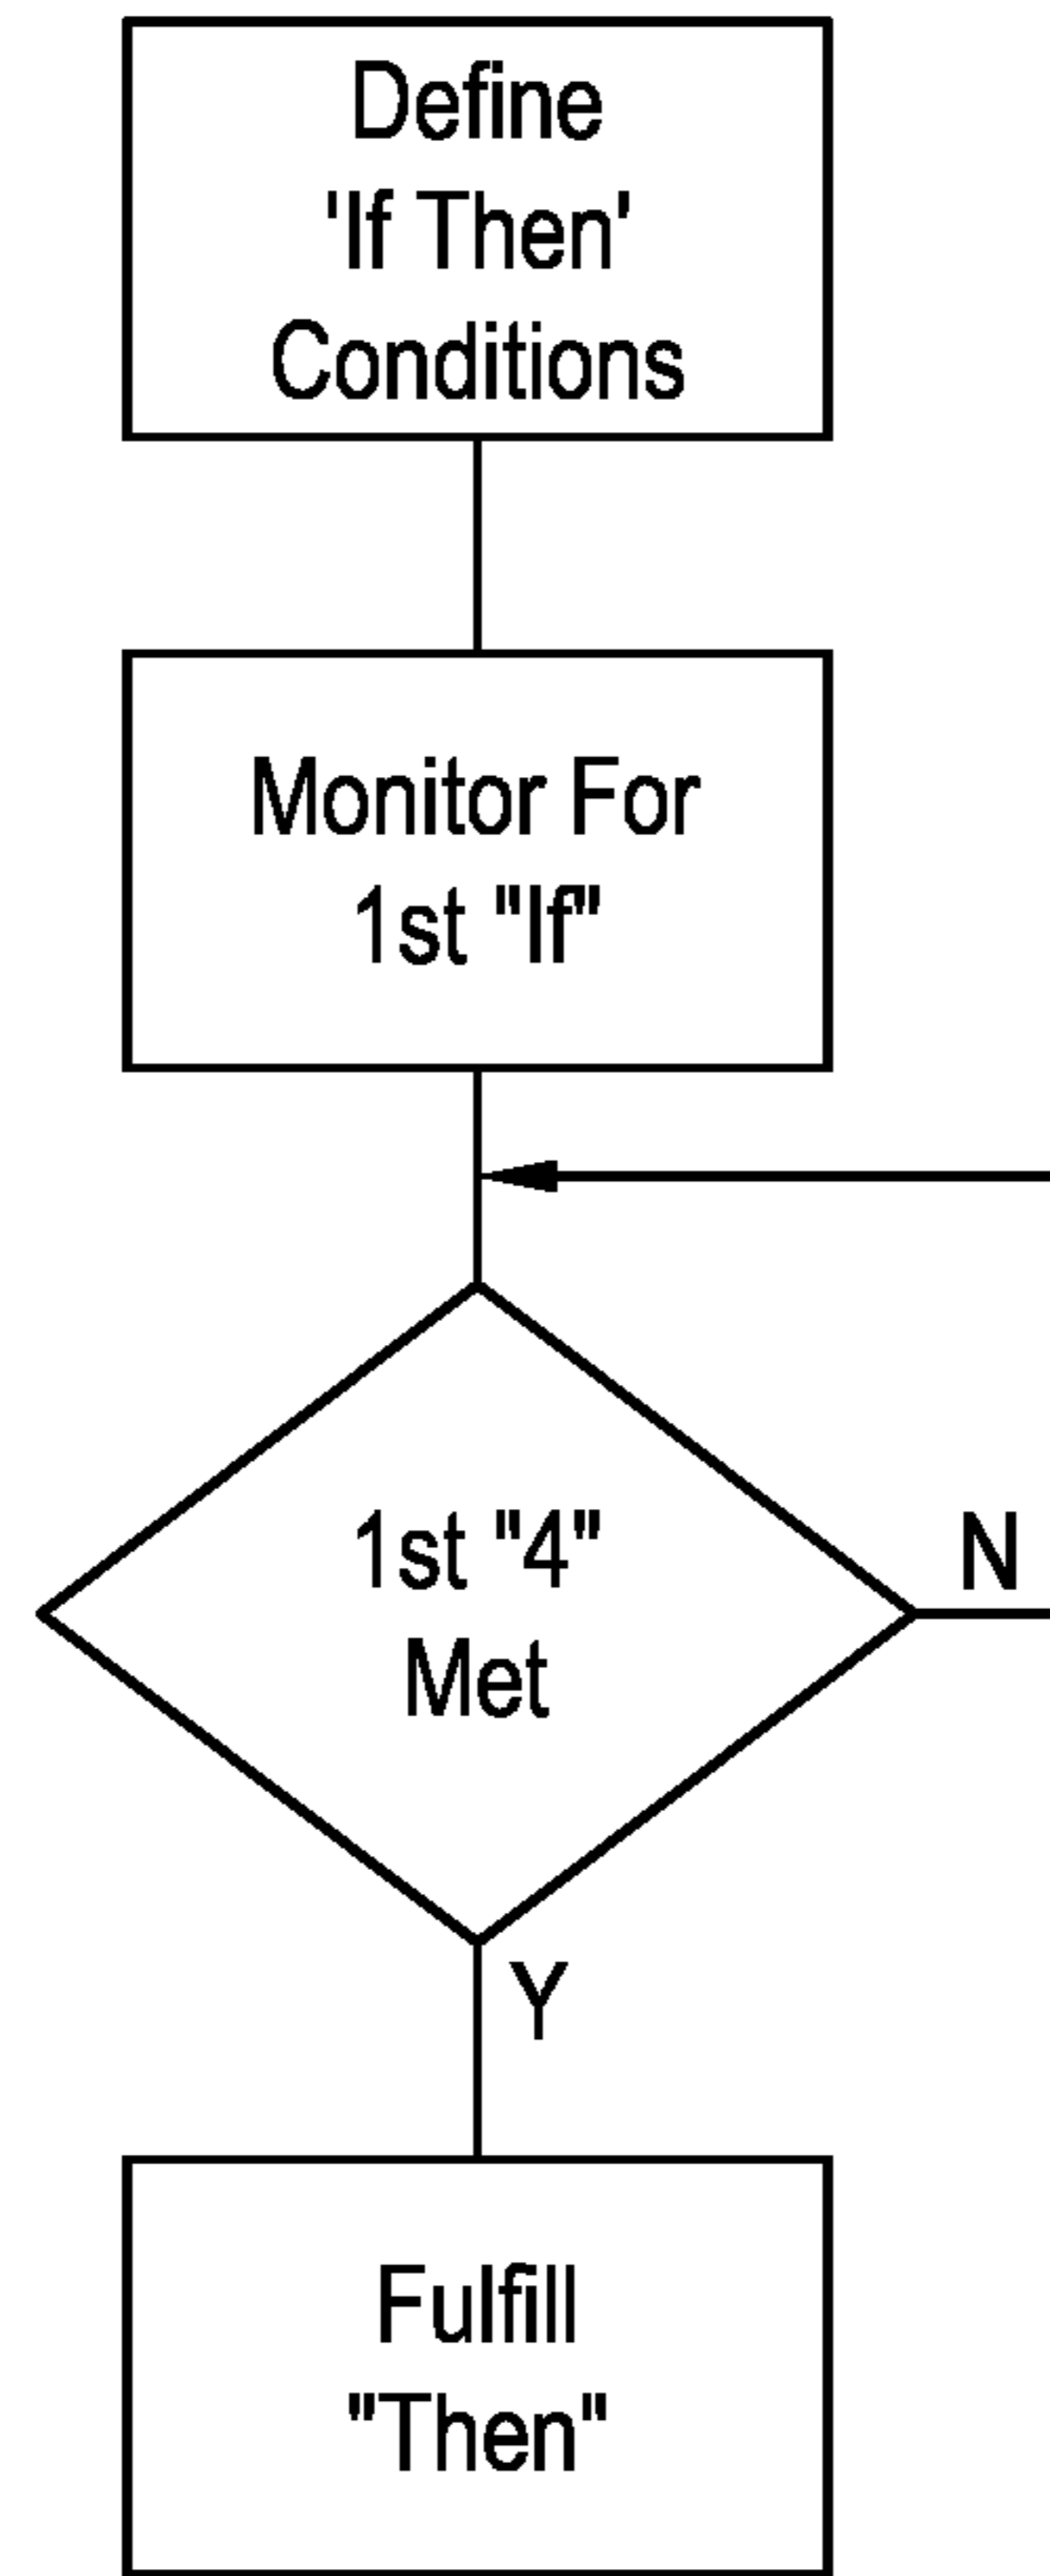 Define
'If Then'
Conditions
Monitor For
1st "If"
1st "4"
Met
N
Y
Fulfill
"Then"